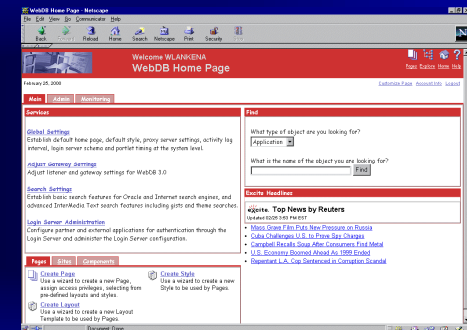 WebDB Home Page - Netscape
File Edit View Go Communicator Help
Back Forward Reload Home Search Netscape Print Security Stop
Welcome WLANKENA
WebDB Home Page
Pages Explore Home Help
February 25, 2000
Customize Page Account Info Logout
Main Admin Monitoring
Services
Global Settings
Establish default home page, default style, proxy server settings, activity log
interval, login server schema and portlet timing at the system level.
Adjust Gateway Settings
Adjust listener and gateway settings for WebDB 3.0
Search Settings
Establish basic search features for Oracle and Internet search engines, and
advanced InterMedia Text search features including gists and theme searches.
Login Server Administration
Configure partner and external applications for authentication through the
Login Server and administer the Login Server configuration.
Pages Sites Components
Create Page
Use a wizard to create a new Page,
assign access privileges, selecting from
pre-defined layouts and styles.
Create Layout
Use a wizard to create a new Layout
Template to be used by Pages.
Create Style
Use a wizard to create a new
Style to be used by Pages.
Find
What type of object are you looking for?
Application
What is the name of the object you are looking for?
Find
Excite Headlines
excite. Top News by Reuters
Updated 02/25 3:53 PM EST
Mass Grave Film Puts New Pressure on Russia
Cuba Challenges U.S. to Prove Spy Charges
Campbell Recalls Soup After Consumers Find Metal
U.S. Economy Boomed Ahead As 1999 Ended
Repentant L.A. Cop Sentenced in Corruption Scandal
Document: Done